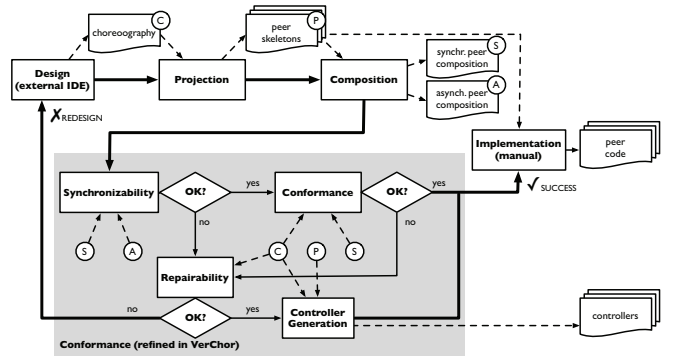 C
choreography
P
peer
skeletons
S
synchr. peer
composition
A
asynch. peer
composition
Design
(external IDE)
Projection
Composition
✗ REDESIGN
Implementation
(manual)
peer
code
✓ SUCCESS
Synchronizability
OK?
yes
Conformance
OK?
yes
no
no
S
A
C
P
S
Repairability
no
OK?
yes
Controller
Generation
controllers
Conformance (refined in VerChor)